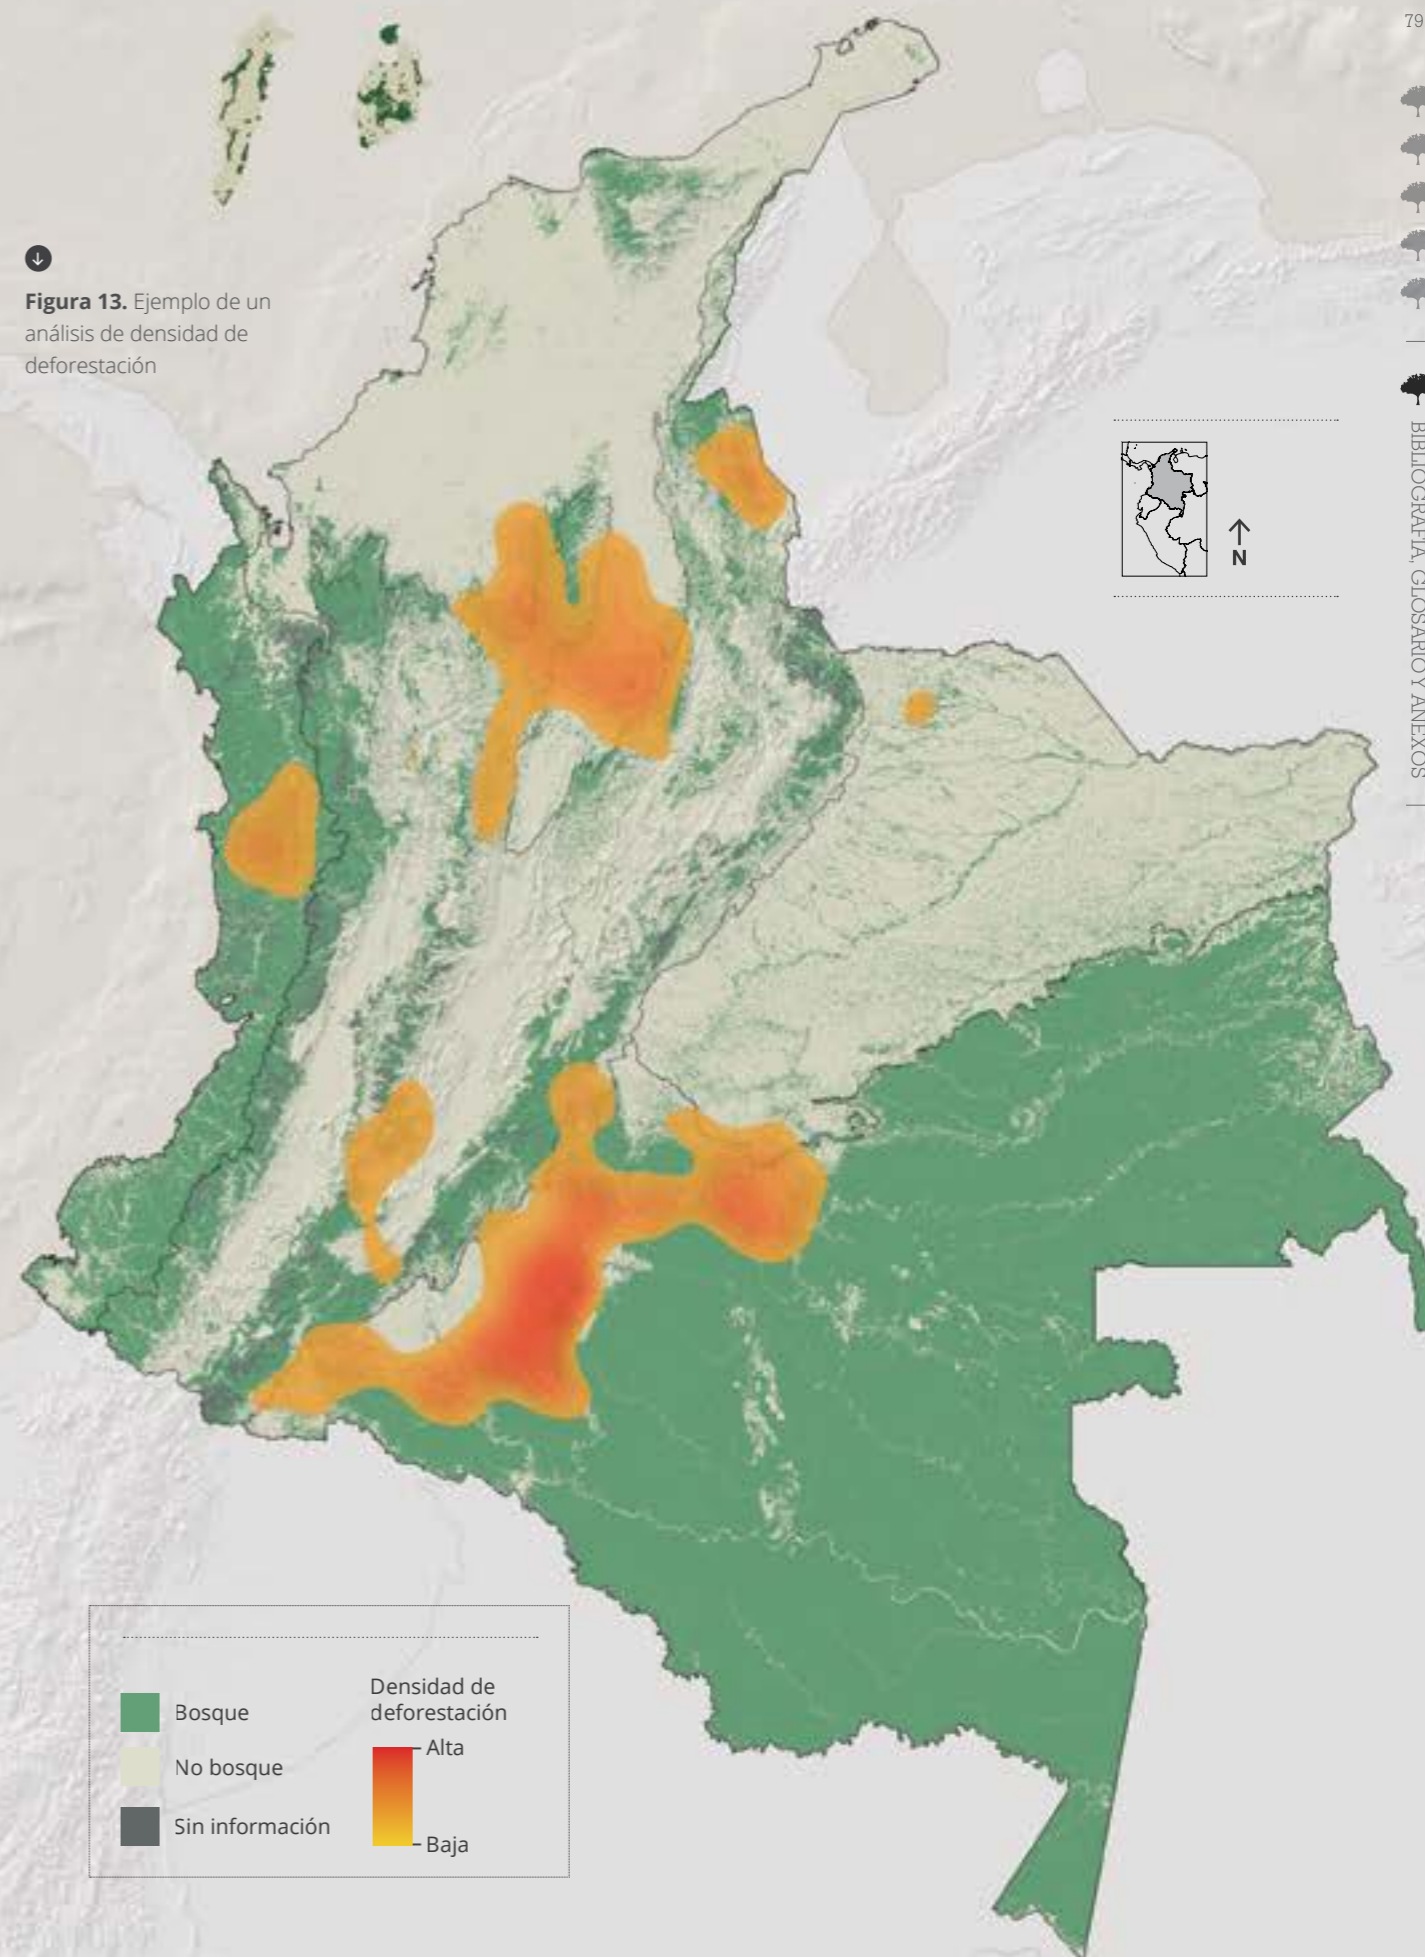 79
Figura 13. Ejemplo de un
análisis de densidad de
deforestación
N
BIBLIOGRAFÍA, GLOSARIO Y ANEXOS
Bosque
No bosque
Sin información
Densidad de
deforestación
Alta
Baja